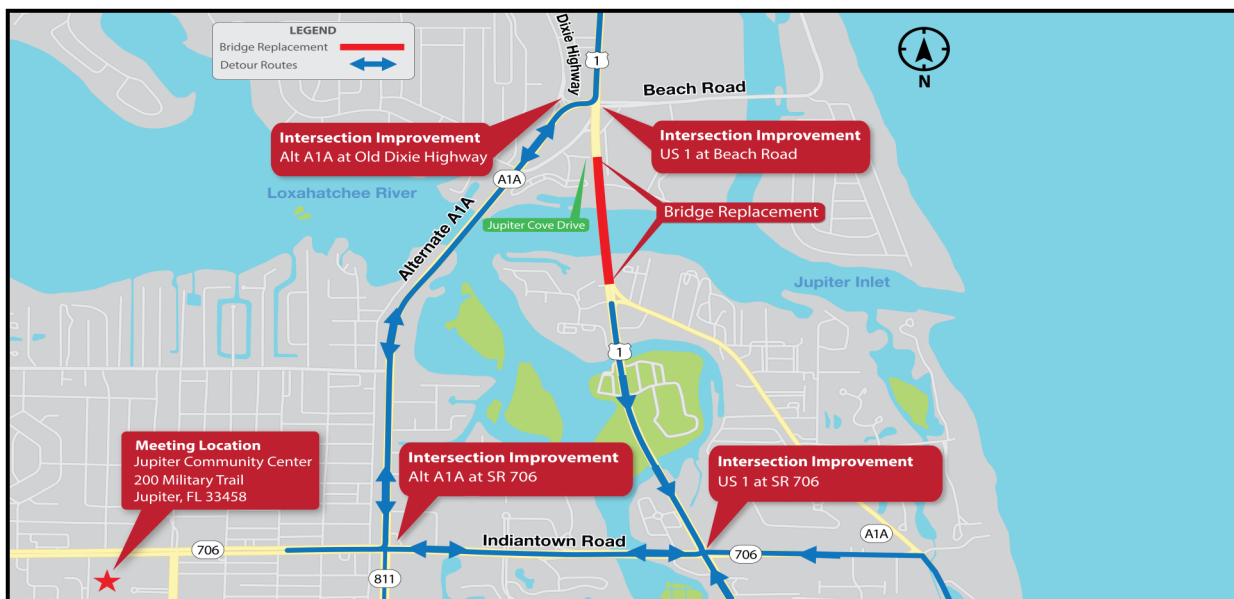 LEGEND
Bridge Replacement
Detour Routes
Dixie Highway
1
N
Beach Road
Intersection Improvement
Alt A1A at Old Dixie Highway
Intersection Improvement
US 1 at Beach Road
A1A
Loxahatchee River
Alternate A1A
Jupiter Cove Drive
Bridge Replacement
Jupiter Inlet
1
Meeting Location
Jupiter Community Center
200 Military Trail
Jupiter, FL 33458
Intersection Improvement
Alt A1A at SR 706
Intersection Improvement
US 1 at SR 706
706
Indiantown Road
706
A1A
811